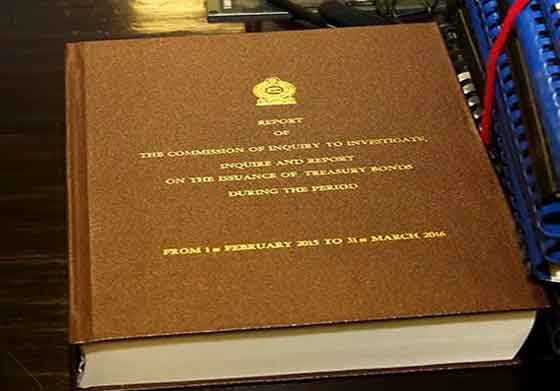 REPORT
OF
THE COMMISSION OF INQUIRY TO INVESTIGATE,
INQUIRE AND REPORT
ON THE ISSUANCE OF TREASURY BONDS
DURING THE PERIOD
FROM 1st FEBRUARY 2015 TO 31st MARCH 2016